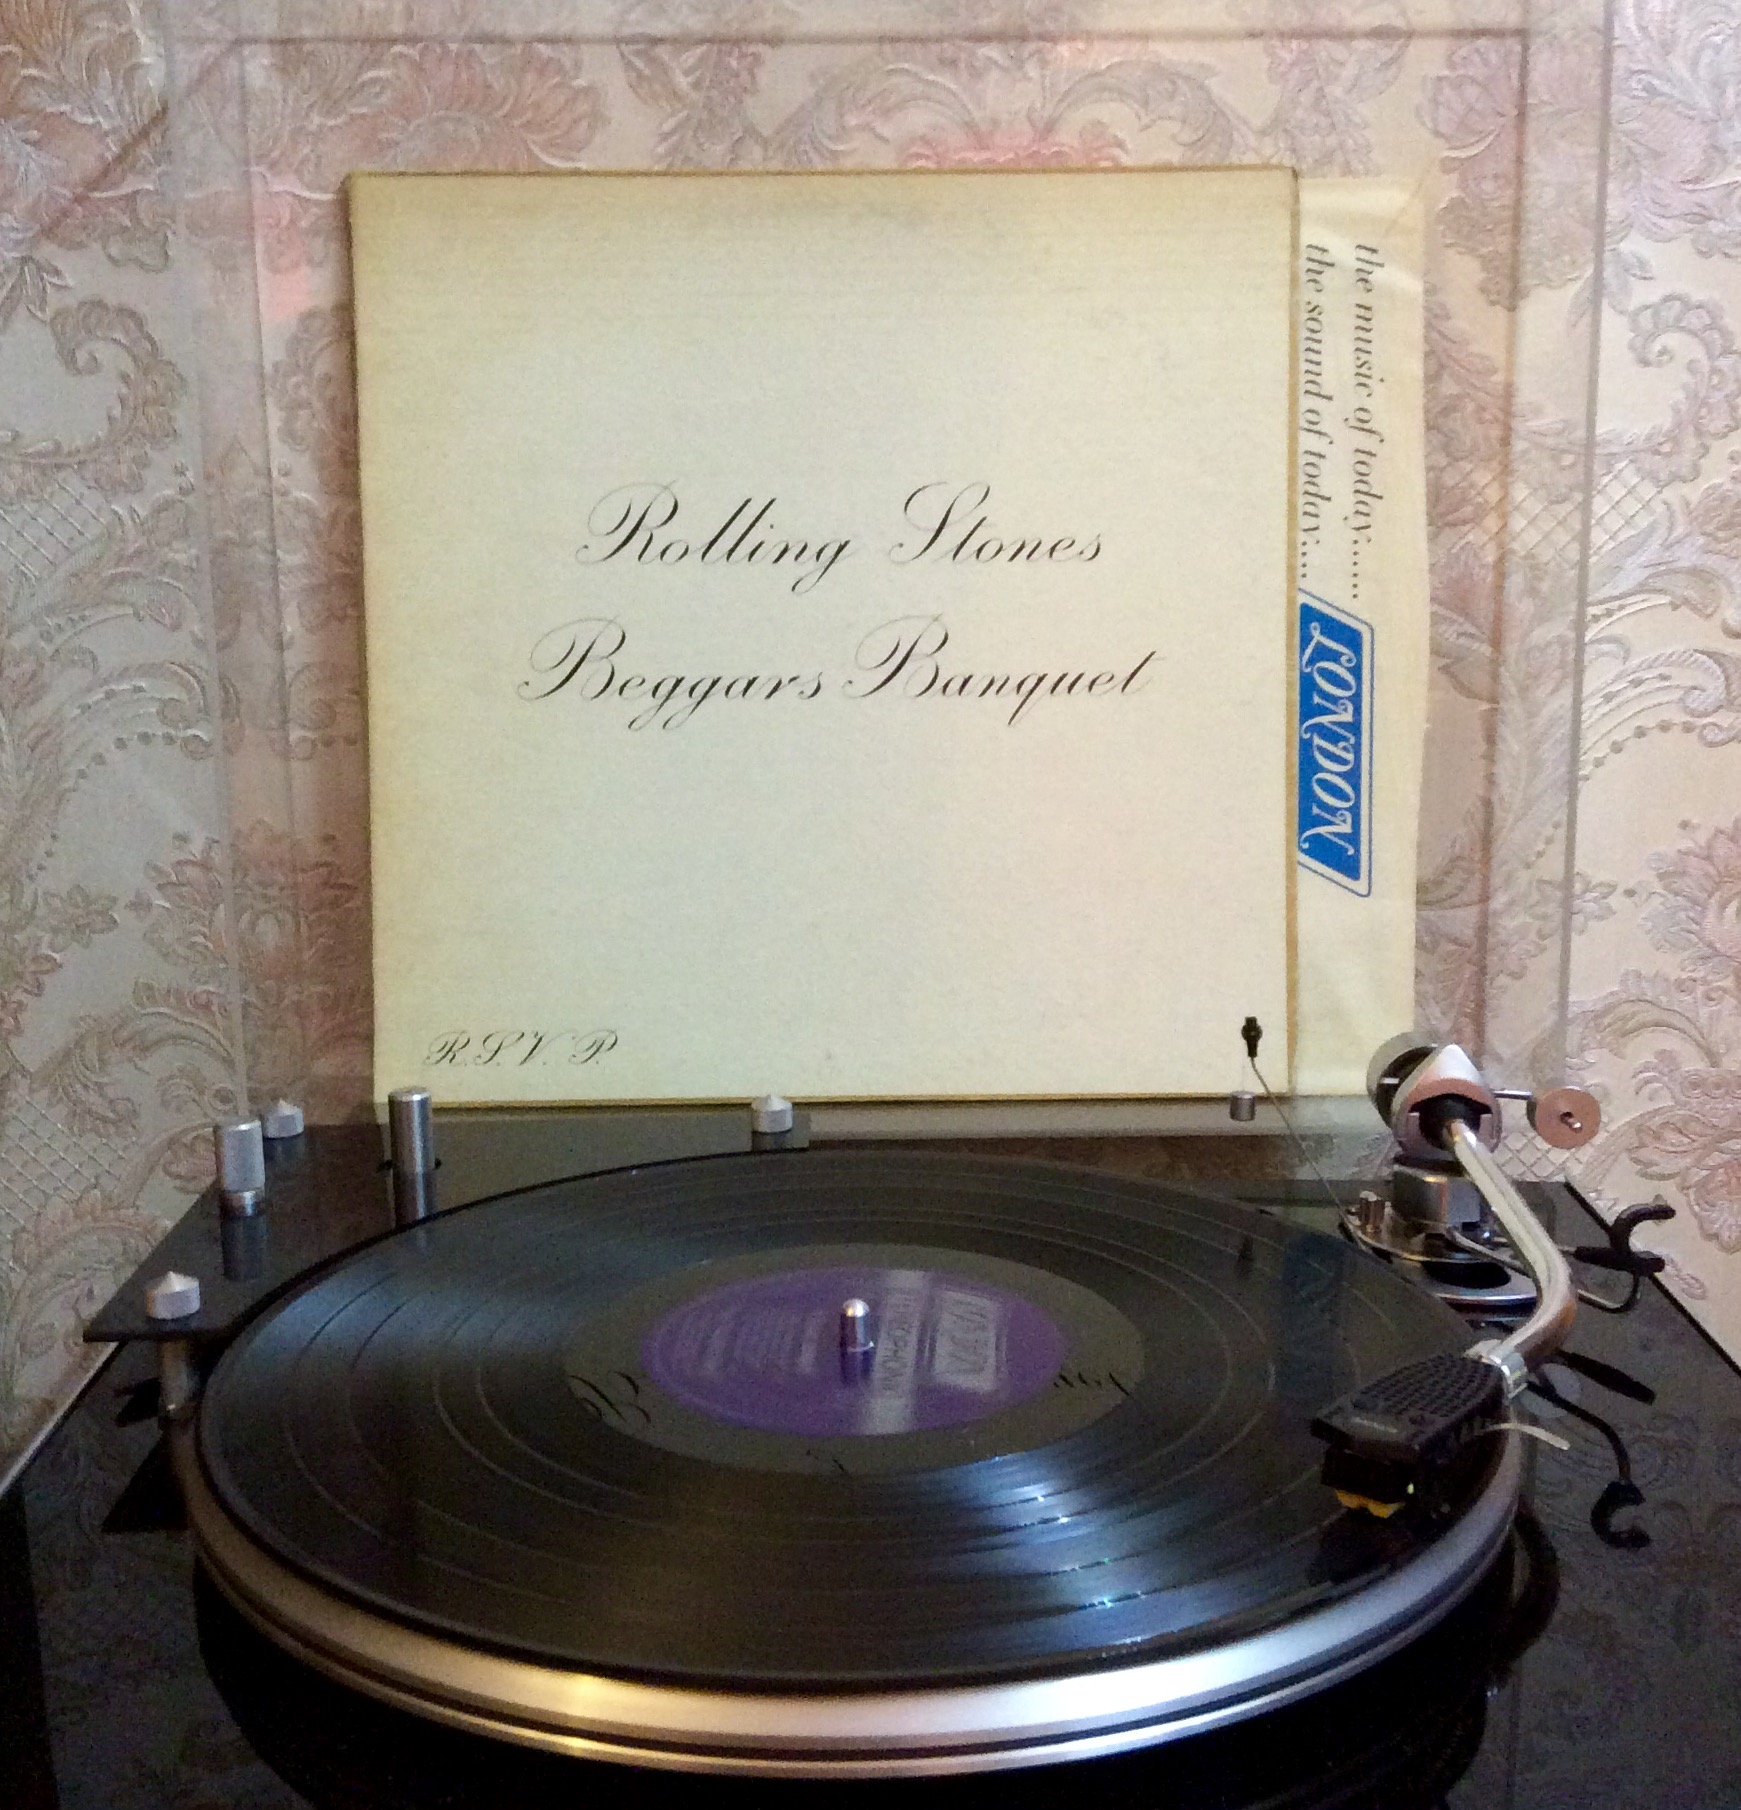 Rolling Stones
Beggars Banquet
R.S.V.P.
the music of today......
the sound of today....
LONDON